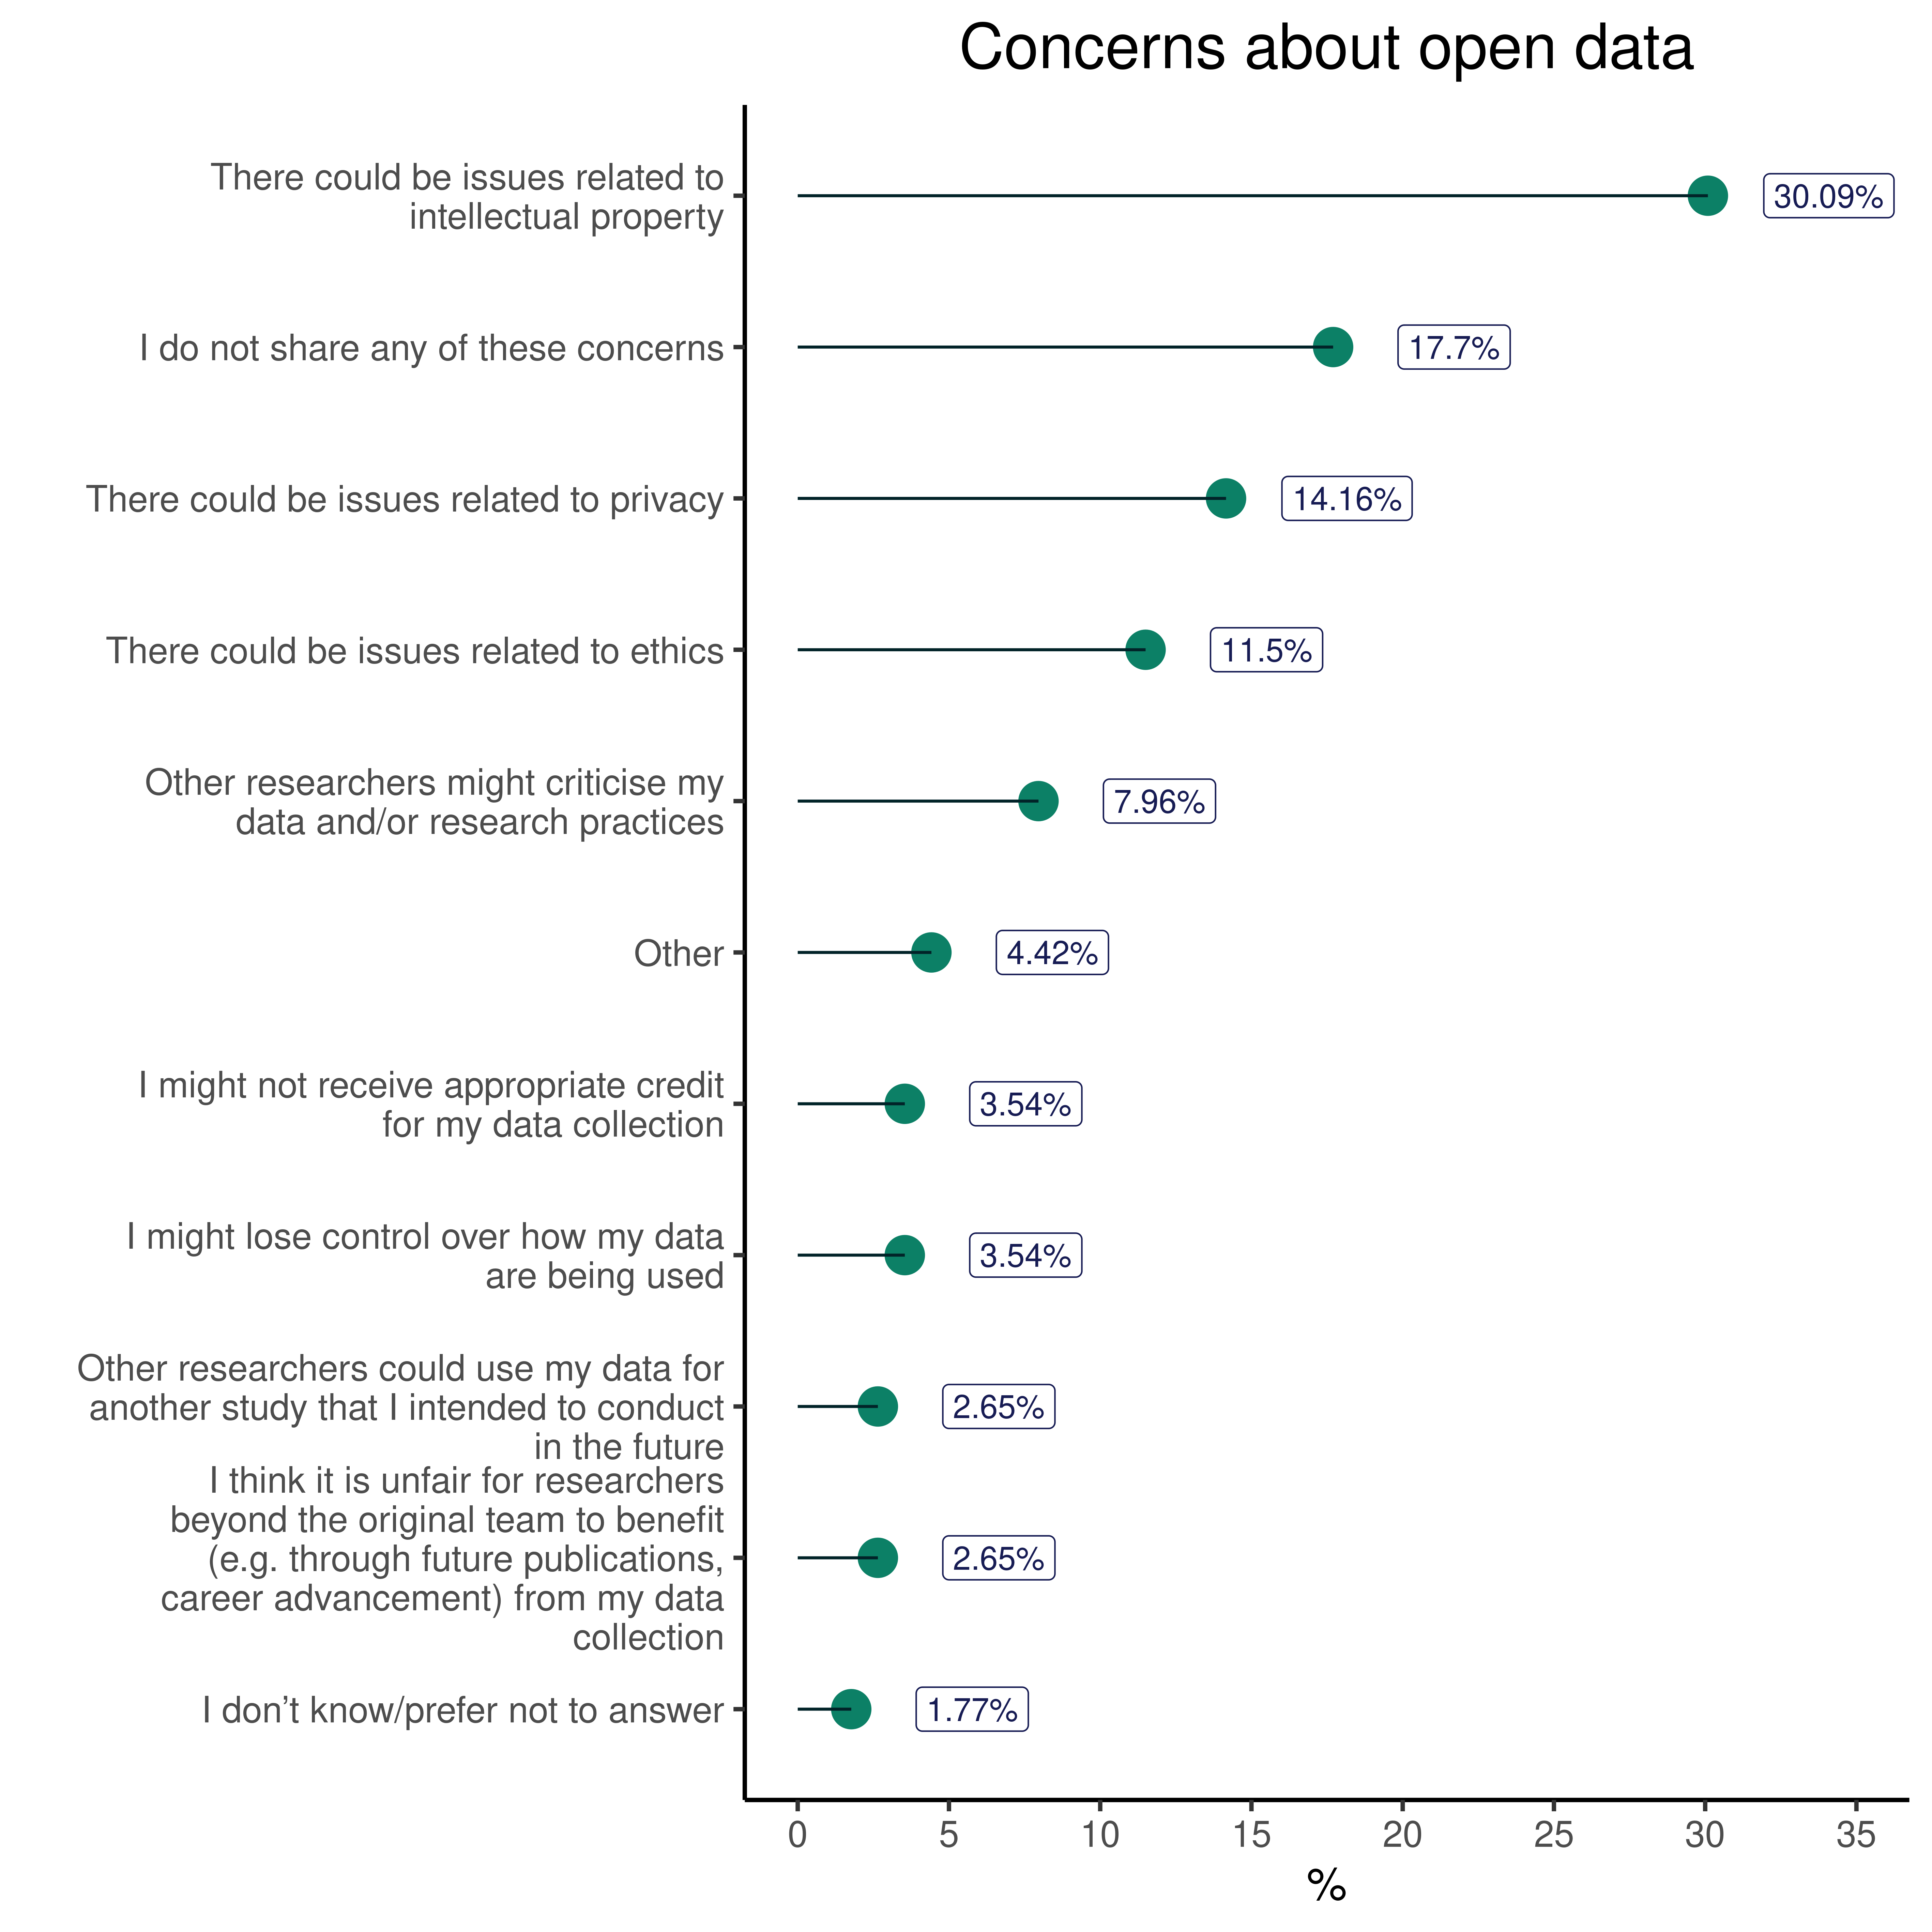 Concerns about open data
There could be issues related to
intellectual property
30.09%
I do not share any of these concerns
17.7%
There could be issues related to privacy
14.16%
There could be issues related to ethics
11.5%
Other researchers might criticise my
data and/or research practices
7.96%
Other
4.42%
I might not receive appropriate credit
for my data collection
3.54%
I might lose control over how my data
are being used
3.54%
Other researchers could use my data for
another study that I intended to conduct
in the future
2.65%
I think it is unfair for researchers
beyond the original team to benefit
(e.g. through future publications,
career advancement) from my data
collection
2.65%
I don’t know/prefer not to answer
1.77%
0 5 10 15 20 25 30 35
%